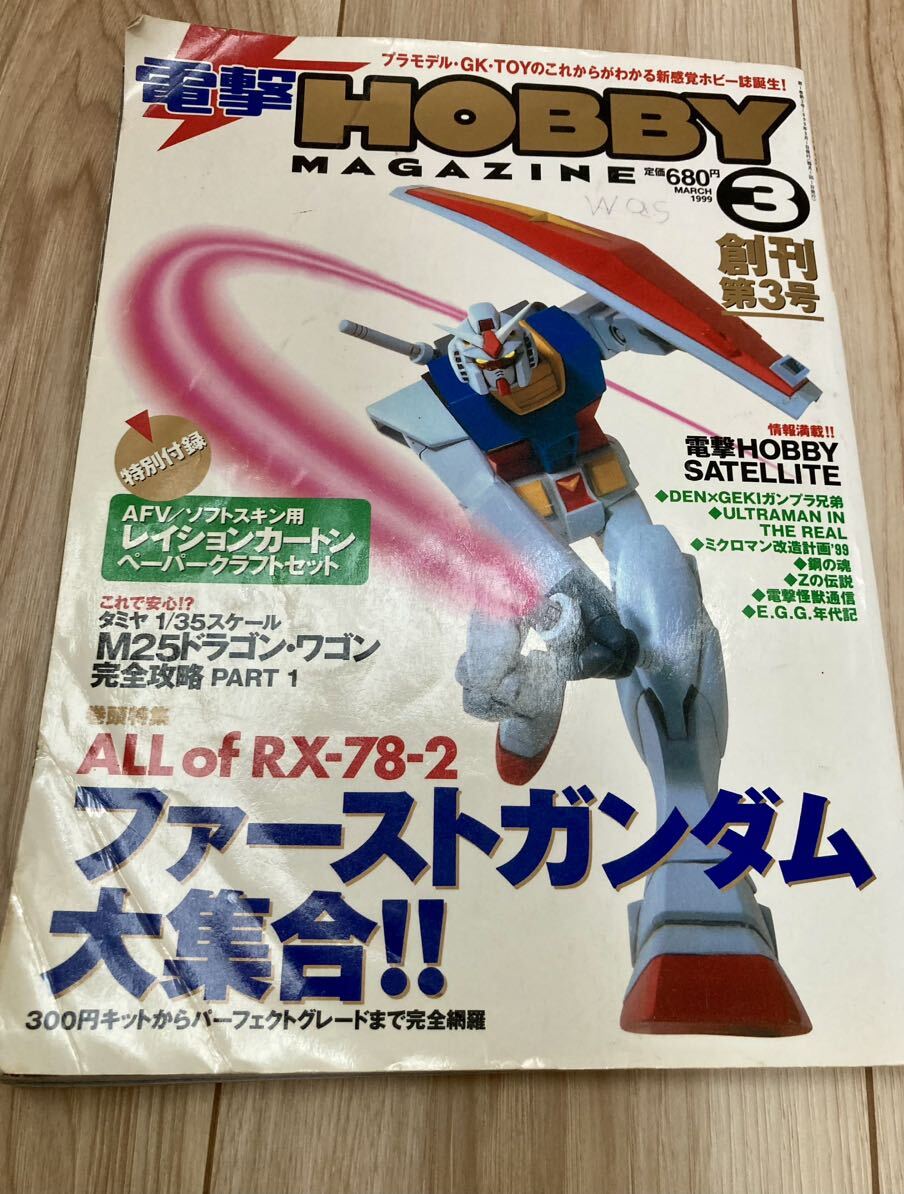 プラモデル・GK・TOYのこれからがわかる新感覚ホビー誌誕生!
電撃HOBBY
MAGAZINE
定価680円
MARCH
1999
3
was
創刊
第3号
特別付録
AFV/ソフトスキン用
レイションカートン
ペーパークラフトセット
これで安心!?
タミヤ 1/35スケール
M25ドラゴン・ワゴン
完全攻略 PART 1
情報満載!!
電撃HOBBY
SATELLITE
◆DEN×GEKIガンプラ兄弟
◆ULTRAMAN IN
THE REAL
◆ミクロマン改造計画'99
◆鋼の魂
◆Zの伝説
◆電撃怪獣通信
◆E.G.G.年代記
巻頭特集
ALL of RX-78-2
ファーストガンダム
大集合!!
300円キットからパーフェクトグレードまで完全網羅